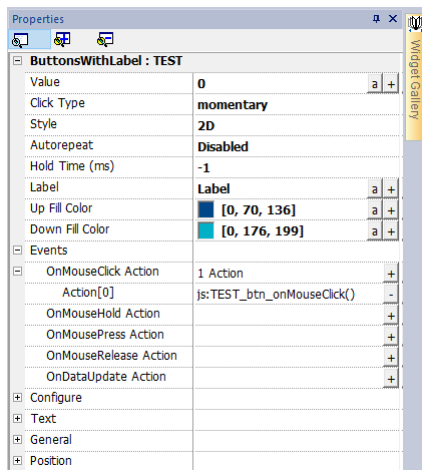 Properties
ButtonsWithLabel : TEST
Value 0 a +
Click Type momentary
Style 2D
Autorepeat Disabled
Hold Time (ms) -1
Label Label a +
Up Fill Color [0, 70, 136] a +
Down Fill Color [0, 176, 199] a +
Events
OnMouseClick Action 1 Action +
Action[0] js:TEST_btn_onMouseClick() -
OnMouseHold Action +
OnMousePress Action +
OnMouseRelease Action +
OnDataUpdate Action +
Configure
Text
General
Position
Widget Gallery